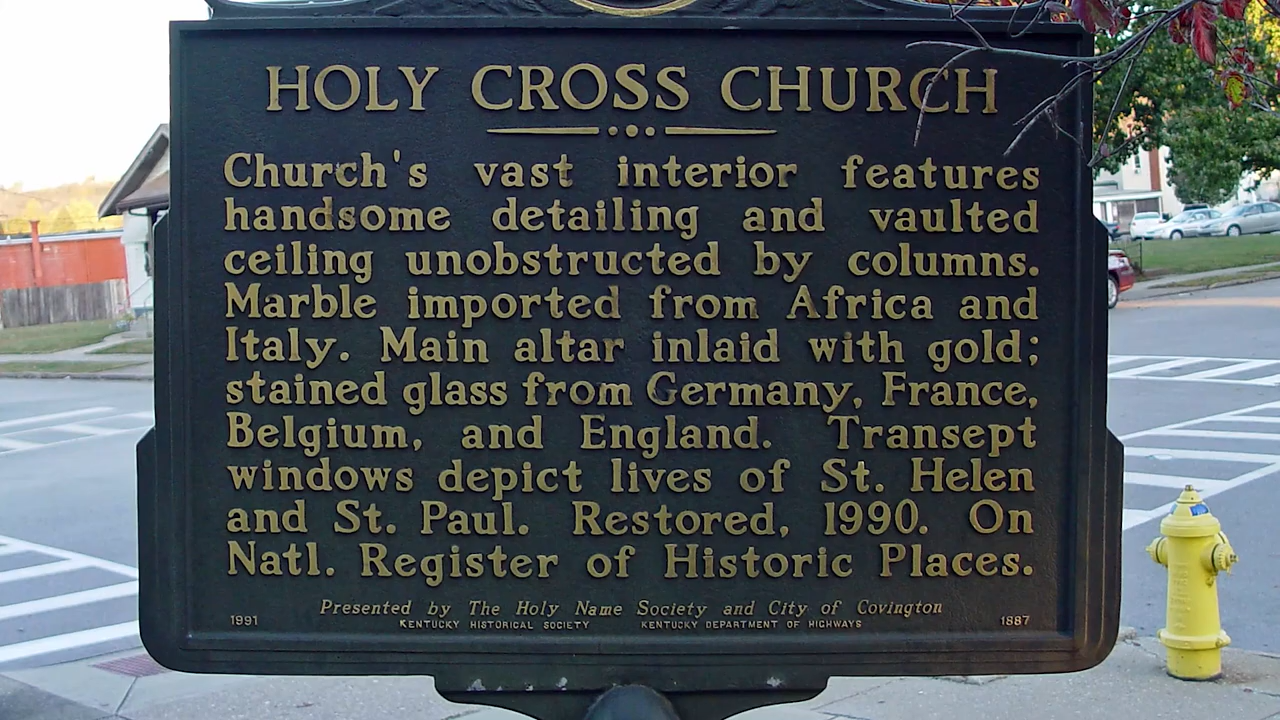 HOLY CROSS CHURCH
Church's vast interior features
handsome detailing and vaulted
ceiling unobstructed by columns.
Marble imported from Africa and
Italy. Main altar inlaid with gold;
stained glass from Germany, France,
Belgium, and England. Transept
windows depict lives of St. Helen
and St. Paul. Restored, 1990. On
Natl. Register of Historic Places.
Presented by The Holy Name Society and City of Covington
1991 KENTUCKY HISTORICAL SOCIETY KENTUCKY DEPARTMENT OF HIGHWAYS 1887